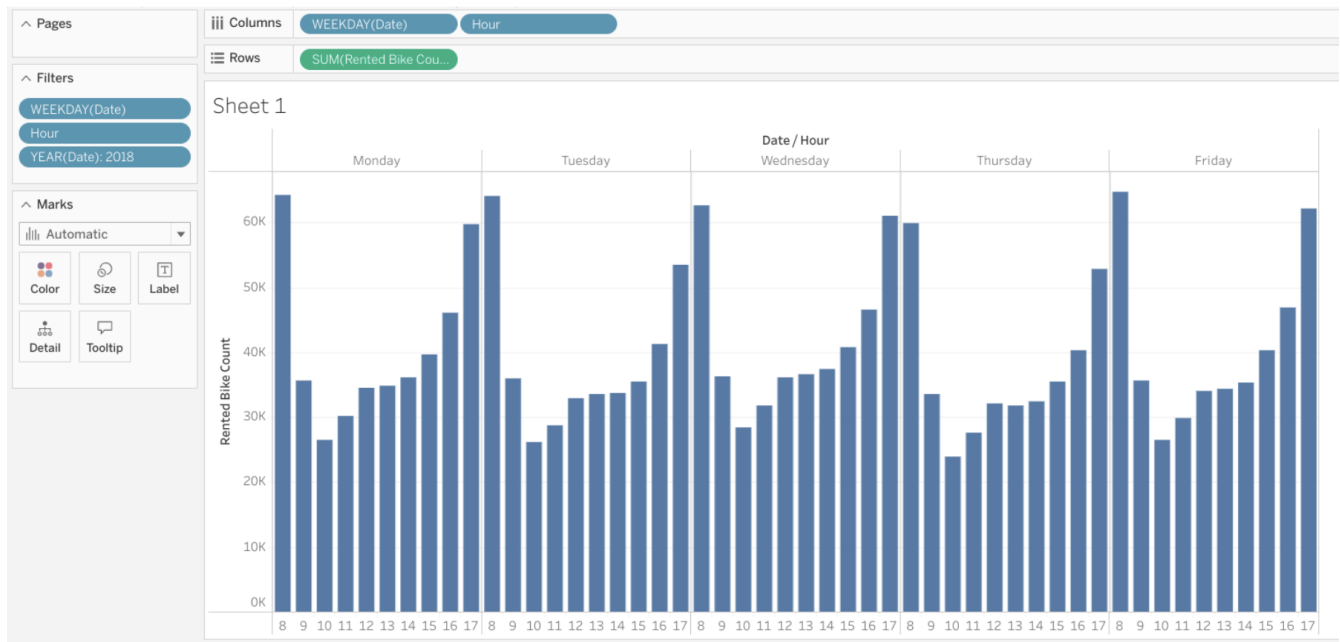 Pages
Columns WEEKDAY(Date) Hour
Rows SUM(Rented Bike Cou...
Filters
WEEKDAY(Date)
Hour
YEAR(Date): 2018
Marks
Automatic
Color Size Label
Detail Tooltip
Sheet 1
Date / Hour
Monday Tuesday Wednesday Thursday Friday
Rented Bike Count
60K
50K
40K
30K
20K
10K
0K
8 9 10 11 12 13 14 15 16 17 8 9 10 11 12 13 14 15 16 17 8 9 10 11 12 13 14 15 16 17 8 9 10 11 12 13 14 15 16 17 8 9 10 11 12 13 14 15 16 17